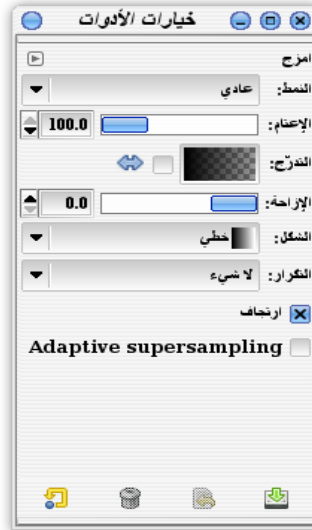 خيارات الأدوات
امزج
النمط: عادي
الإعتام: 100.0
التدرّج:
الإزاحة: 0.0
الشكل: خطي
التكرار: لا شيء
ارتجاف
Adaptive supersampling